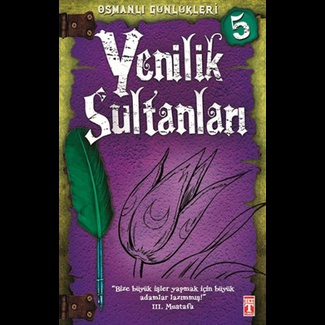 OSMANLI GÜNLÜKLERİ
5
Yenilik
Sultanları
"Bize büyük işler yapmak için büyük
adamlar lazımmış!"
III. Mustafa